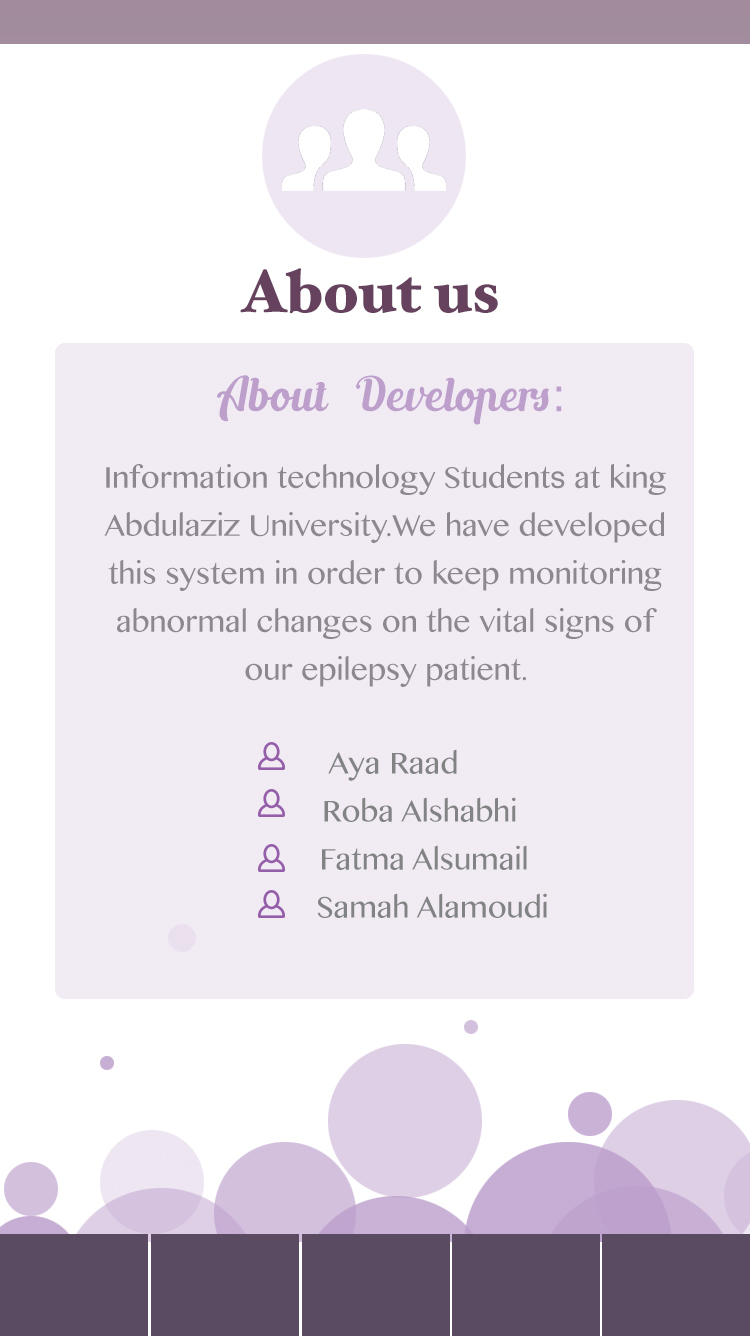 About us
About Developers:
Information technology Students at king
Abdulaziz University.We have developed
this system in order to keep monitoring
abnormal changes on the vital signs of
our epilepsy patient.
Aya Raad
Roba Alshabhi
Fatma Alsumail
Samah Alamoudi